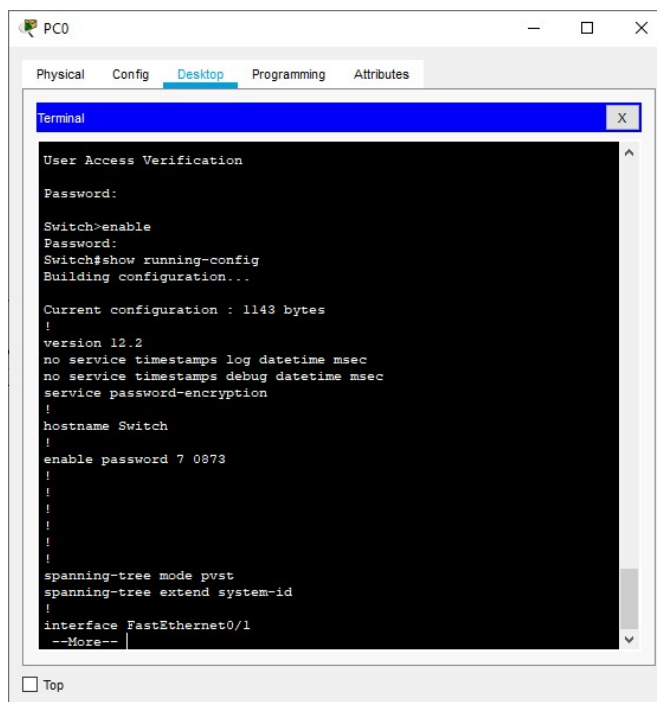 PC0
Physical Config Desktop Programming Attributes
Terminal
X
User Access Verification
Password:
Switch>enable
Password:
Switch#show running-config
Building configuration...
Current configuration : 1143 bytes
!
version 12.2
no service timestamps log datetime msec
no service timestamps debug datetime msec
service password-encryption
!
hostname Switch
!
enable password 7 0873
!
!
!
!
!
!
spanning-tree mode pvst
spanning-tree extend system-id
!
interface FastEthernet0/1
--More--
Top